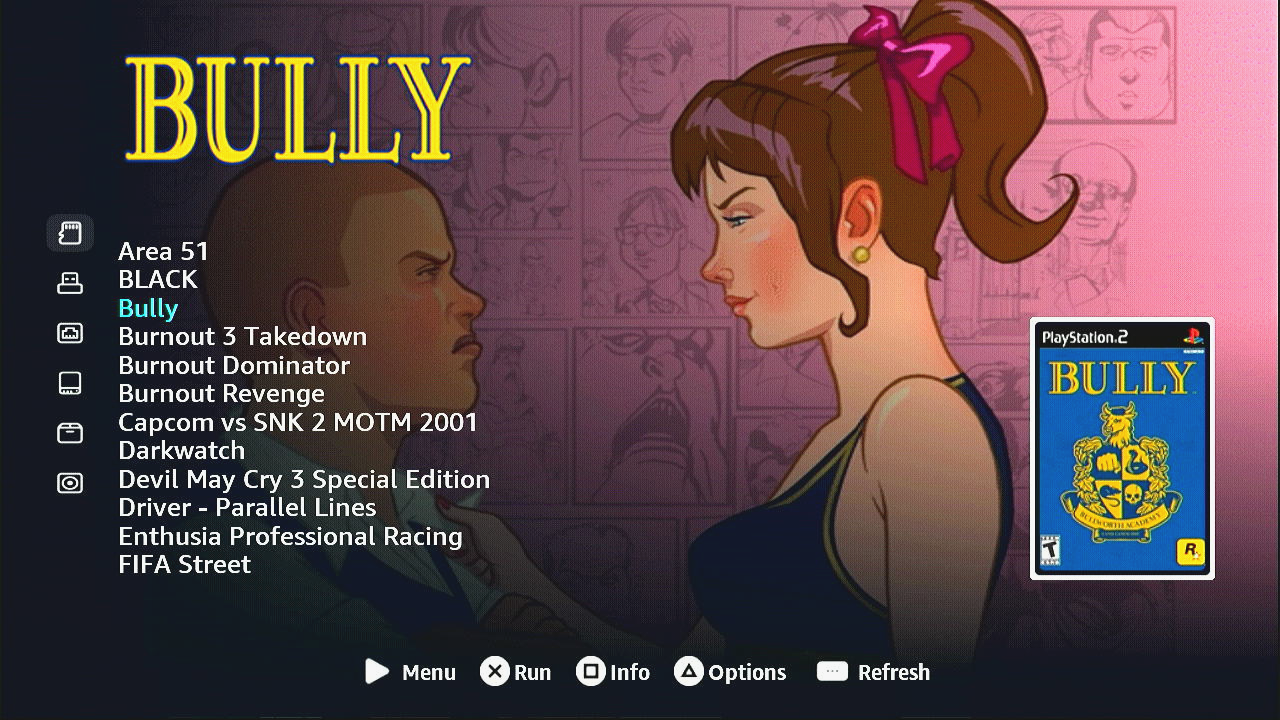 BULLY
Area 51
BLACK
Bully
Burnout 3 Takedown
Burnout Dominator
Burnout Revenge
Capcom vs SNK 2 MOTM 2001
Darkwatch
Devil May Cry 3 Special Edition
Driver - Parallel Lines
Enthusia Professional Racing
FIFA Street
PlayStation.2
BULLY
BULLWORTH ACADEMY
T
R
Menu
Run
Info
Options
Refresh